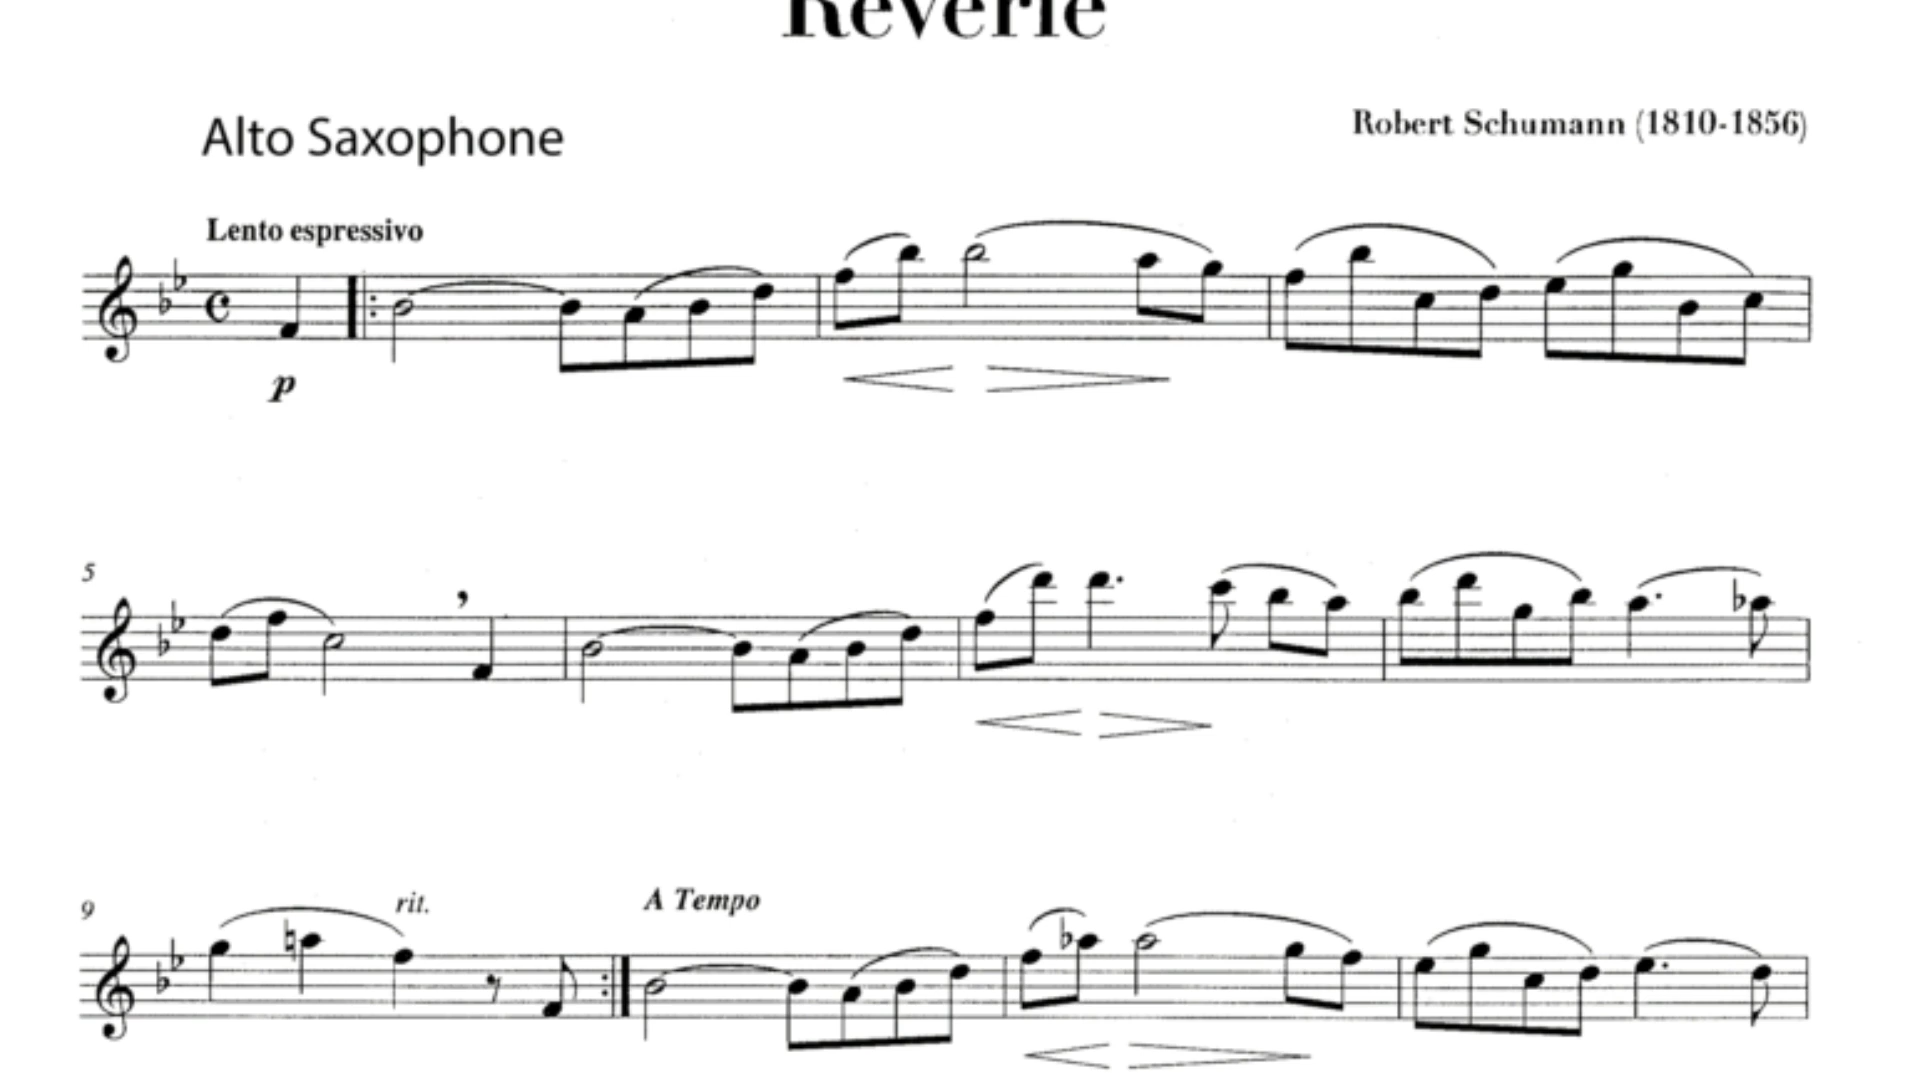 Reverie
Alto Saxophone
Robert Schumann (1810-1856)
Lento espressivo
p
5
9
rit.
A Tempo